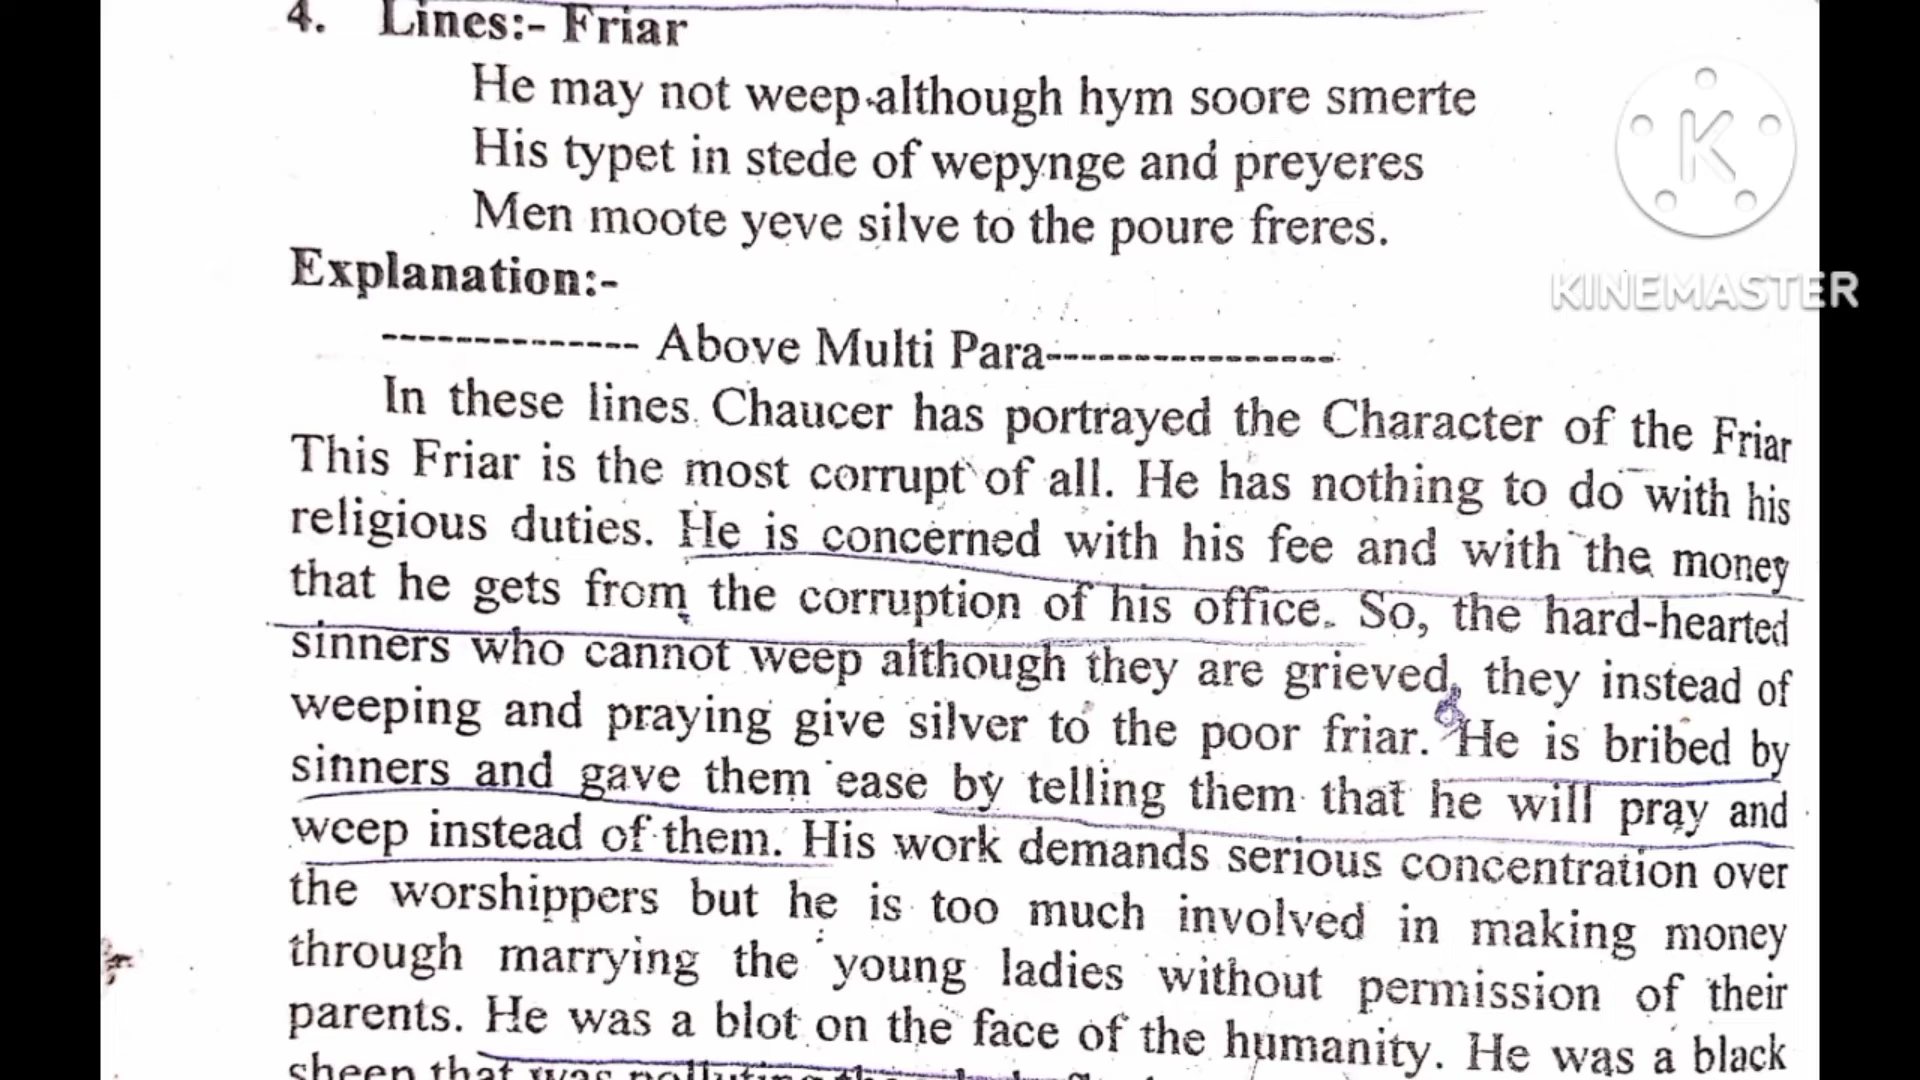 4. Lines:- Friar
He may not weep although hym soore smerte
His typet in stede of wepynge and preyeres
Men moote yeve silve to the poure freres.
Explanation:-
-------------- Above Multi Para-----------------
In these lines Chaucer has portrayed the Character of the Friar
This Friar is the most corrupt of all. He has nothing to do with his
religious duties. He is concerned with his fee and with the money
that he gets from the corruption of his office. So, the hard-hearted
sinners who cannot weep although they are grieved, they instead of
weeping and praying give silver to the poor friar. He is bribed by
sinners and gave them ease by telling them that he will pray and
weep instead of them. His work demands serious concentration over
the worshippers but he is too much involved in making money
through marrying the young ladies without permission of their
parents. He was a blot on the face of the humanity. He was a black
sheep that was polluting the
K
KINEMASTER